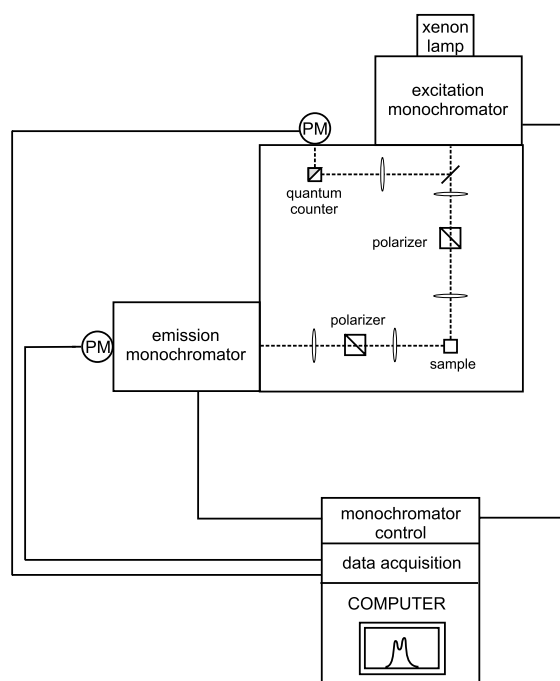 xenon
lamp
excitation
monochromator
PM
quantum
counter
polarizer
polarizer
emission
monochromator
PM
sample
monochromator
control
data acquisition
COMPUTER